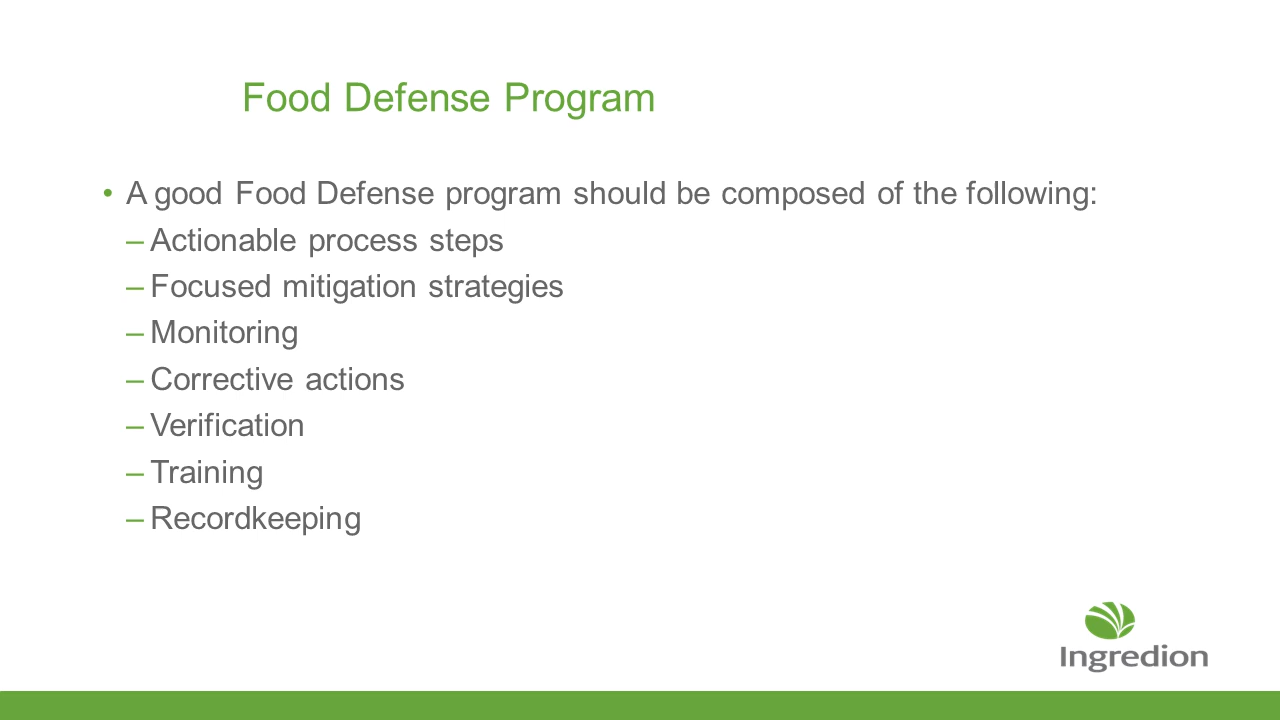 Food Defense Program
• A good Food Defense program should be composed of the following:
– Actionable process steps
– Focused mitigation strategies
– Monitoring
– Corrective actions
– Verification
– Training
– Recordkeeping
Ingredion